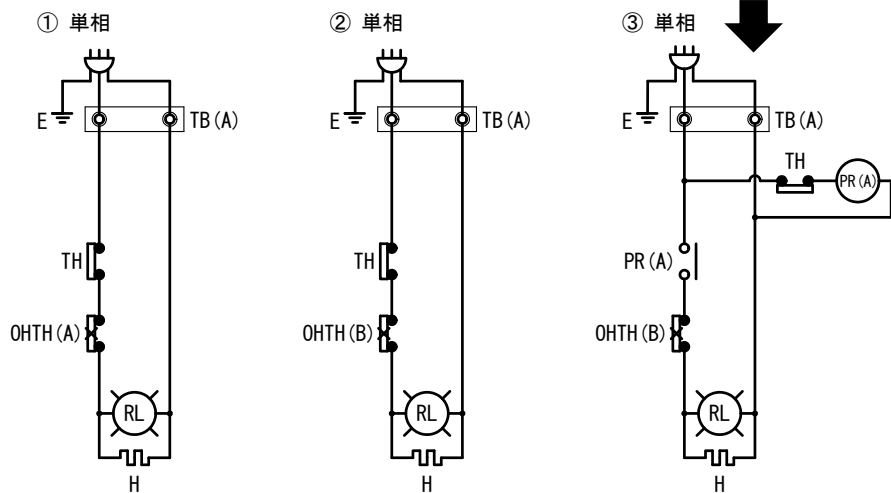 ① 単相
E
TB(A)
TH
OHTH(A)
RL
H
② 単相
E
TB(A)
TH
OHTH(B)
RL
H
③ 単相
E
TB(A)
TH
PR(A)
PR(A)
OHTH(B)
RL
H